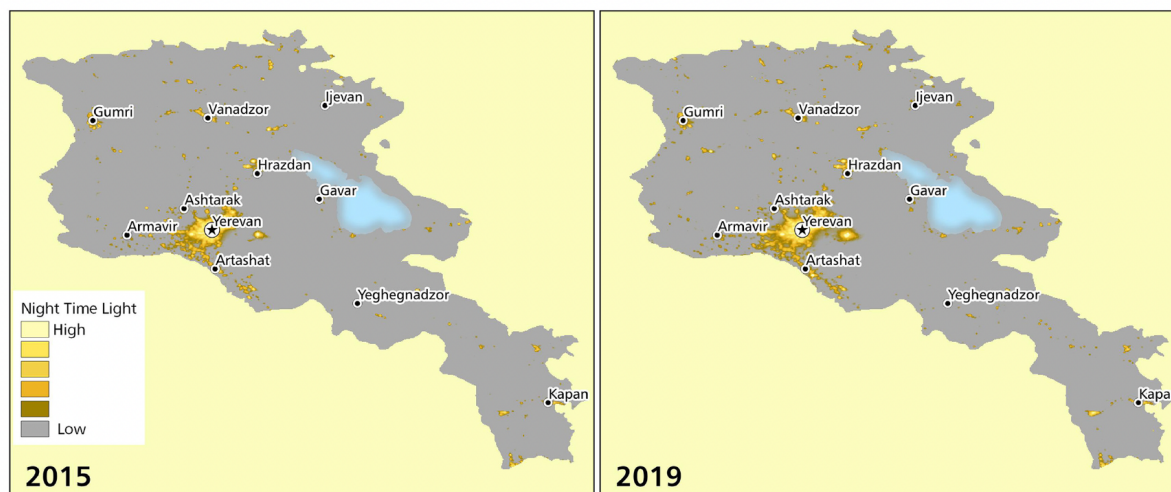 Gumri
Vanadzor
Ijevan
Hrazdan
Gavar
Ashtarak
Yerevan
Armavir
Artashat
Yeghegnadzor
Kapan
Night Time Light
High
Low
2015
Gumri
Vanadzor
Ijevan
Hrazdan
Gavar
Ashtarak
Yerevan
Armavir
Artashat
Yeghegnadzor
Kapa
2019